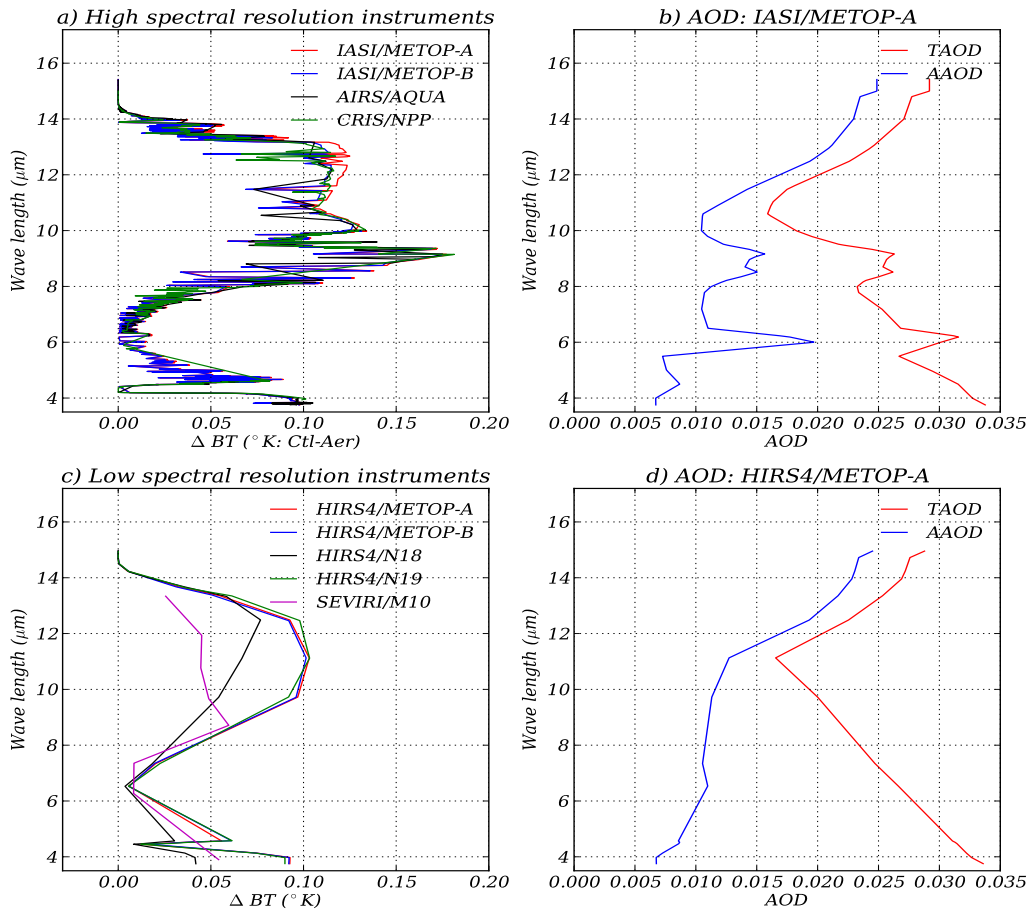 a) High spectral resolution instruments
16
14
12
10
8
6
4
Wave length (μm)
IASI/METOP-A
IASI/METOP-B
AIRS/AQUA
CRIS/NPP
0.00 0.05 0.10 0.15 0.20
Δ BT (°K: Ctl-Aer)
b) AOD: IASI/METOP-A
16
14
12
10
8
6
4
Wave length (μm)
TAOD
AAOD
0.000 0.005 0.010 0.015 0.020 0.025 0.030 0.035
AOD
c) Low spectral resolution instruments
16
14
12
10
8
6
4
Wave length (μm)
HIRS4/METOP-A
HIRS4/METOP-B
HIRS4/N18
HIRS4/N19
SEVIRI/M10
0.00 0.05 0.10 0.15 0.20
Δ BT (°K)
d) AOD: HIRS4/METOP-A
16
14
12
10
8
6
4
Wave length (μm)
TAOD
AAOD
0.000 0.005 0.010 0.015 0.020 0.025 0.030 0.035
AOD